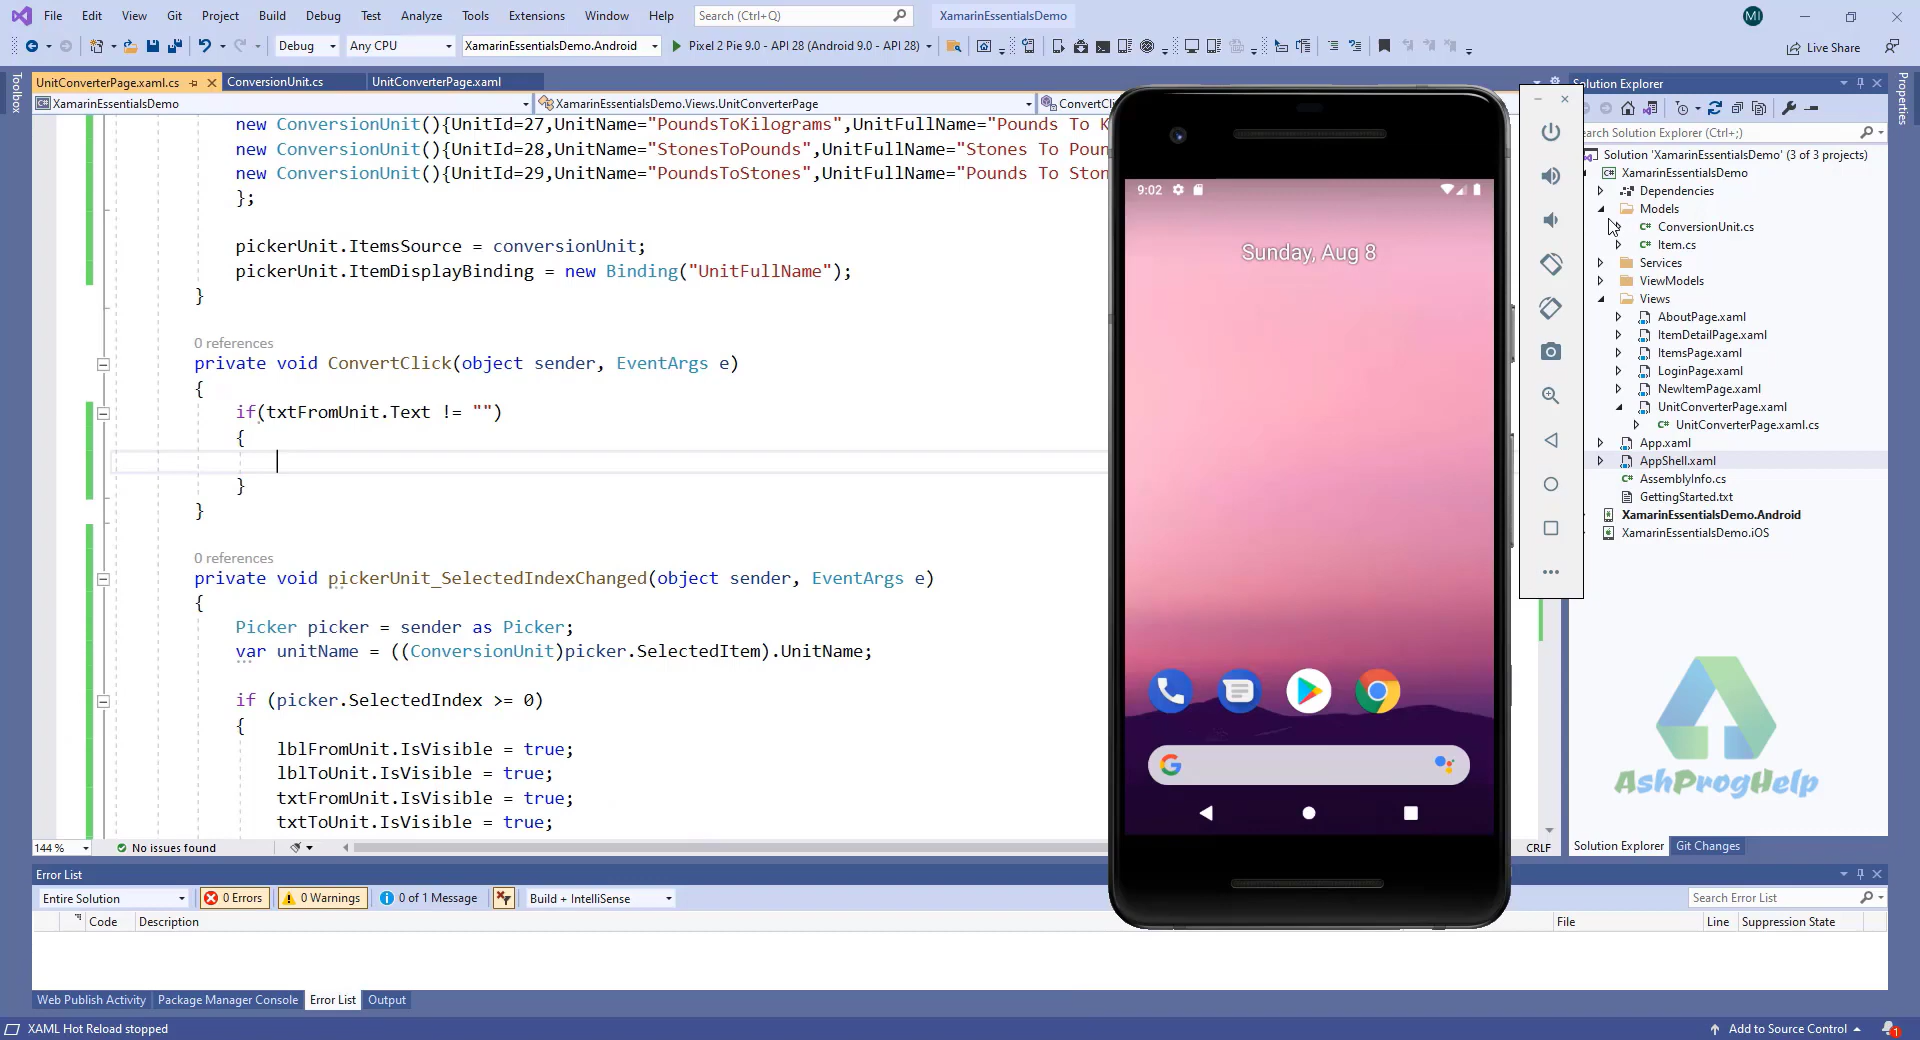 File Edit View Git Project Build Debug Test Analyze Tools Extensions Window Help Search (Ctrl+Q) XamarinEssentialsDemo MI
Debug Any CPU XamarinEssentialsDemo.Android Pixel 2 Pie 9.0 - API 28 (Android 9.0 - API 28) Live Share
Toolbox
UnitConverterPage.xaml.cs ConversionUnit.cs UnitConverterPage.xaml
XamarinEssentialsDemo XamarinEssentialsDemo.Views.UnitConverterPage ConvertCli
new ConversionUnit(){UnitId=27,UnitName="PoundsToKilograms",UnitFullName="Pounds To K
new ConversionUnit(){UnitId=28,UnitName="StonesToPounds",UnitFullName="Stones To Poun
new ConversionUnit(){UnitId=29,UnitName="PoundsToStones",UnitFullName="Pounds To Ston
};
pickerUnit.ItemsSource = conversionUnit;
pickerUnit.ItemDisplayBinding = new Binding("UnitFullName");
}
0 references
private void ConvertClick(object sender, EventArgs e)
{
if(txtFromUnit.Text != "")
{
}
}
0 references
private void pickerUnit_SelectedIndexChanged(object sender, EventArgs e)
{
Picker picker = sender as Picker;
var unitName = ((ConversionUnit)picker.SelectedItem).UnitName;
if (picker.SelectedIndex >= 0)
{
lblFromUnit.IsVisible = true;
lblToUnit.IsVisible = true;
txtFromUnit.IsVisible = true;
txtToUnit.IsVisible = true;
144 % No issues found CRLF
9:02
Sunday, Aug 8
Solution Explorer
Properties
earch Solution Explorer (Ctrl+;)
Solution 'XamarinEssentialsDemo' (3 of 3 projects)
XamarinEssentialsDemo
Dependencies
Models
ConversionUnit.cs
Item.cs
Services
ViewModels
Views
AboutPage.xaml
ItemDetailPage.xaml
ItemsPage.xaml
LoginPage.xaml
NewItemPage.xaml
UnitConverterPage.xaml
UnitConverterPage.xaml.cs
App.xaml
AppShell.xaml
AssemblyInfo.cs
GettingStarted.txt
XamarinEssentialsDemo.Android
XamarinEssentialsDemo.iOS
AshProgHelp
Solution Explorer Git Changes
Error List
Entire Solution 0 Errors 0 Warnings 0 of 1 Message Build + IntelliSense Search Error List
Code Description File Line Suppression State
Web Publish Activity Package Manager Console Error List Output
XAML Hot Reload stopped Add to Source Control 1